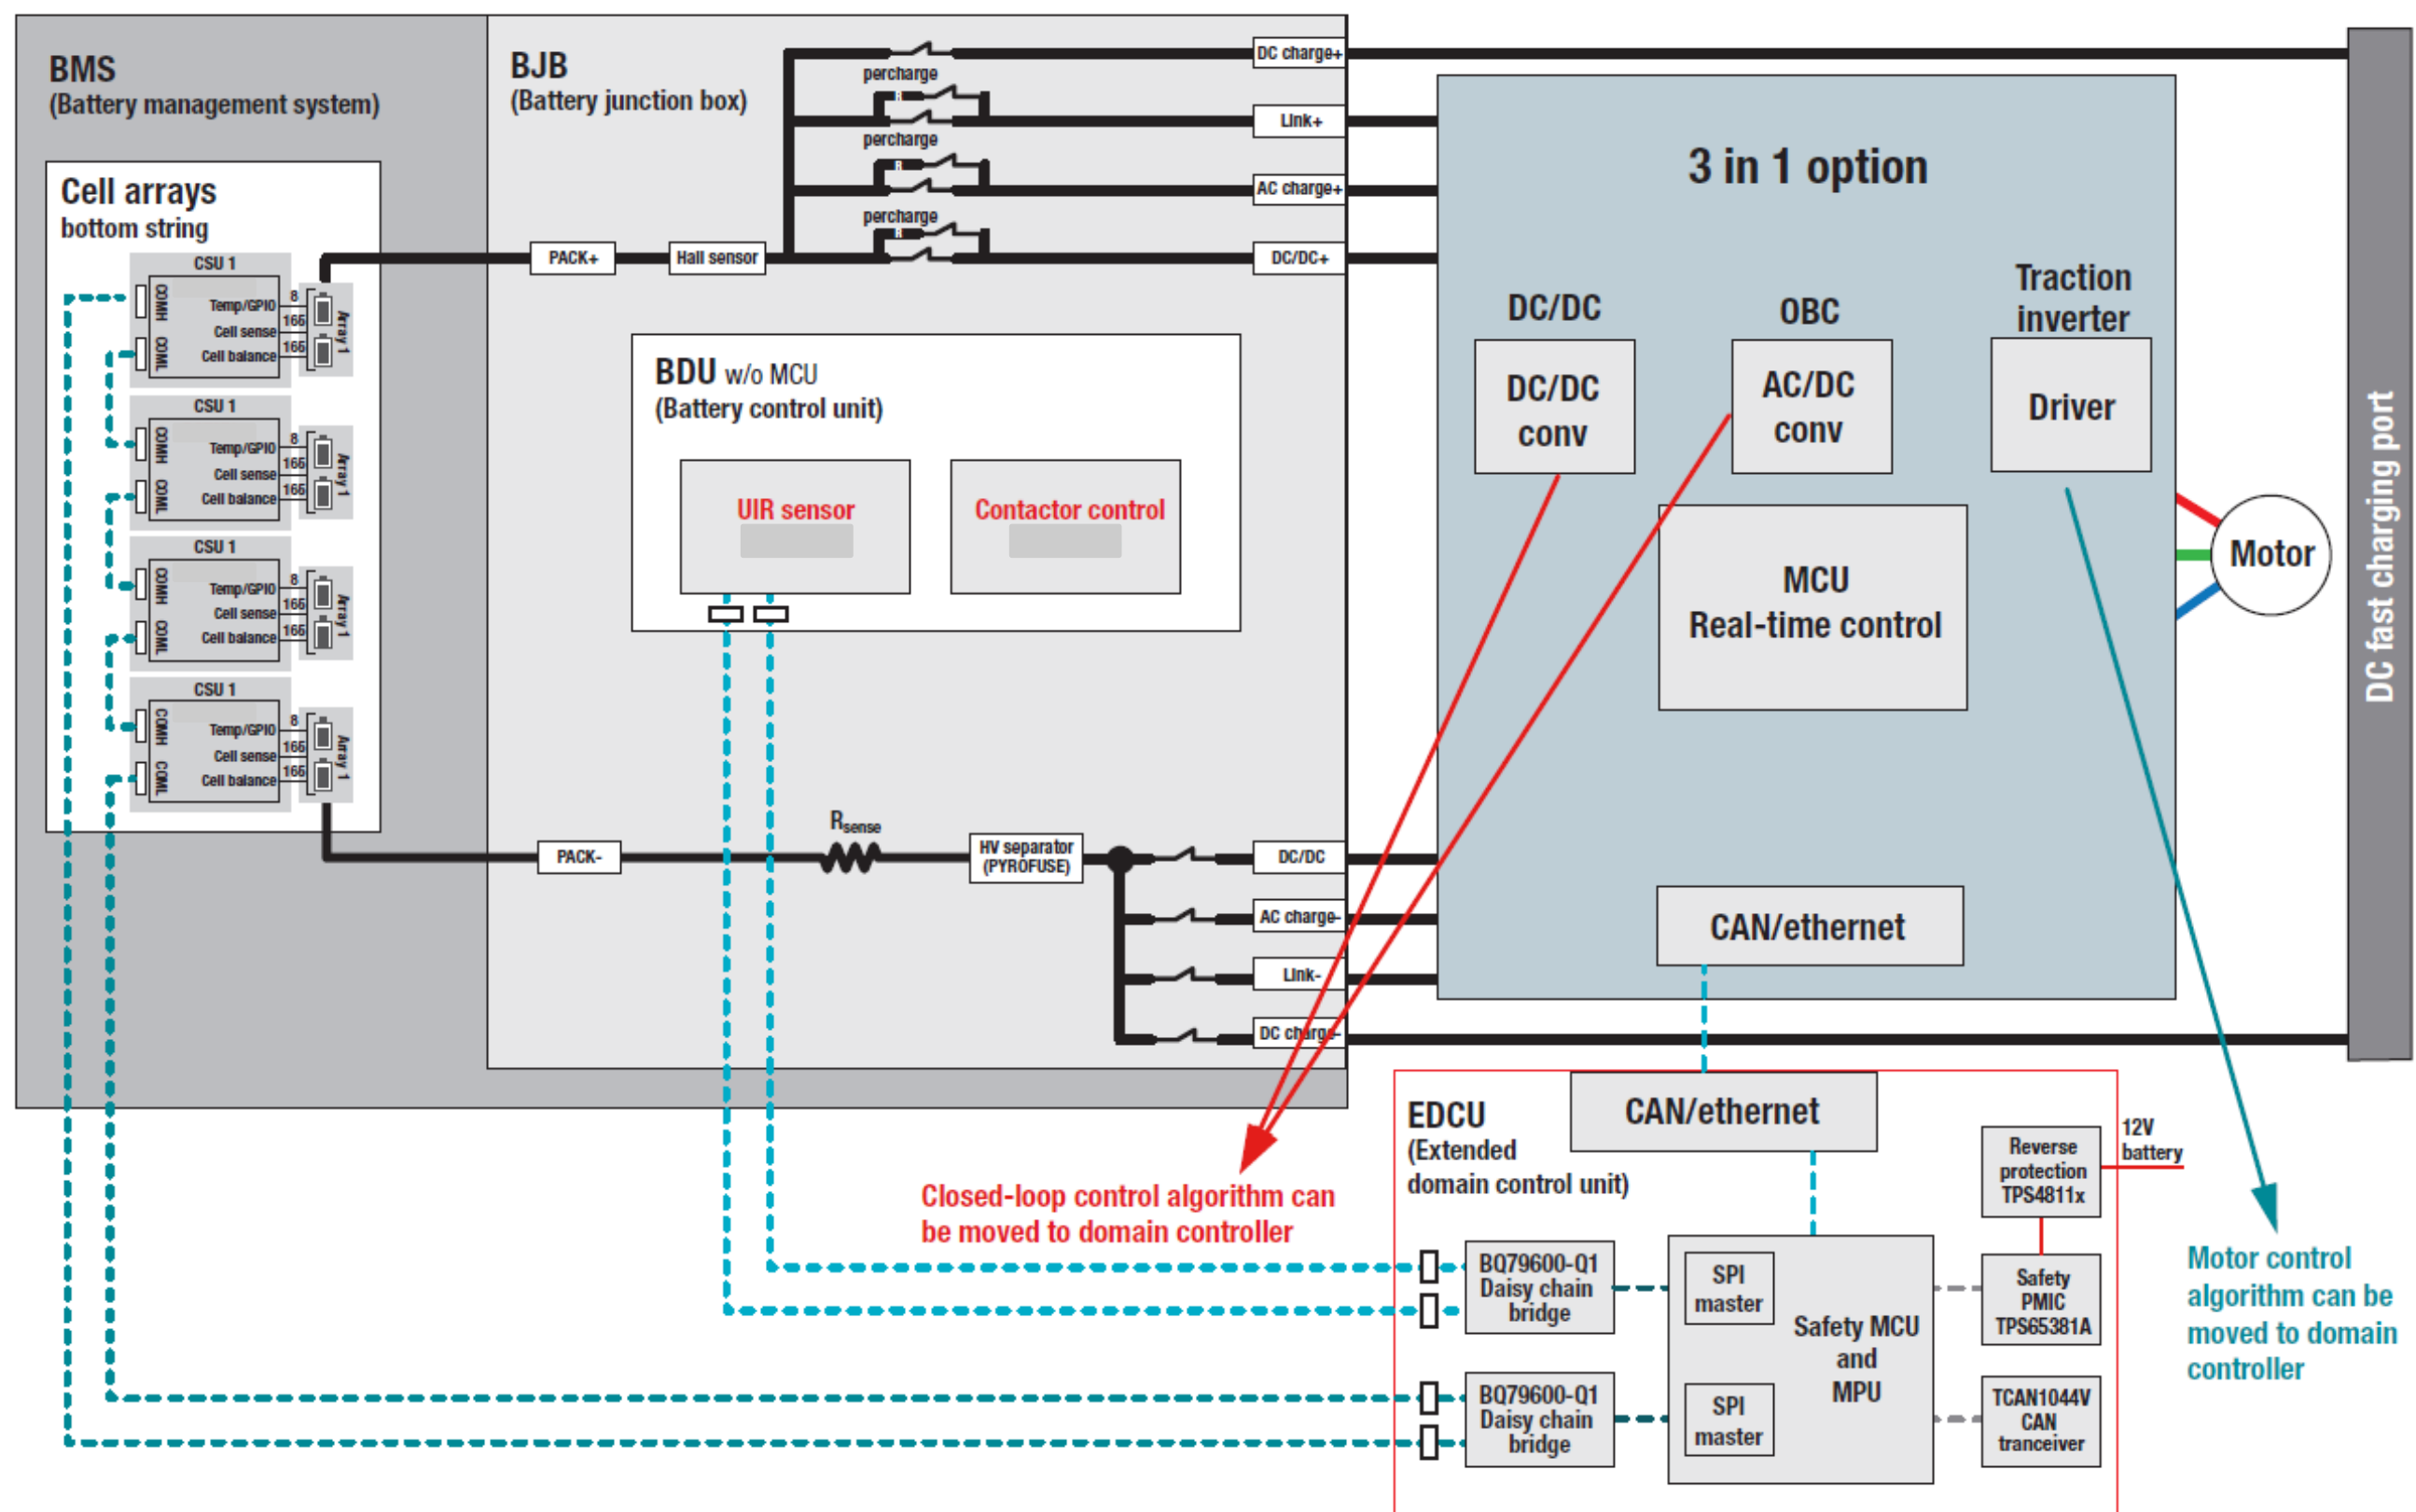 BMS
(Battery management system)
Cell arrays
bottom string
CSU 1
COMH
COML
Temp/GPIO
Cell sense
Cell balance
8
166
166
Array 1
CSU 1
COMH
COML
Temp/GPIO
Cell sense
Cell balance
8
166
166
Array 1
CSU 1
COMH
COML
Temp/GPIO
Cell sense
Cell balance
8
166
166
Array 1
CSU 1
COMH
COML
Temp/GPIO
Cell sense
Cell balance
8
166
166
Array 1
BJB
(Battery junction box)
PACK+
Hall sensor
percharge
R
percharge
R
percharge
R
DC charge+
Link+
AC charge+
DC/DC+
BDU w/o MCU
(Battery control unit)
UIR sensor
Contactor control
PACK-
Rsense
HV separator
(PYROFUSE)
DC/DC
AC charge-
Link-
DC charge-
3 in 1 option
DC/DC
DC/DC
conv
OBC
AC/DC
conv
Traction
inverter
Driver
MCU
Real-time control
CAN/ethernet
Motor
DC fast charging port
Closed-loop control algorithm can
be moved to domain controller
EDCU
(Extended
domain control unit)
CAN/ethernet
12V
battery
Reverse
protection
TPS4811x
BQ79600-Q1
Daisy chain
bridge
SPI
master
Safety MCU
and
MPU
Safety
PMIC
TPS65381A
BQ79600-Q1
Daisy chain
bridge
SPI
master
TCAN1044V
CAN
tranceiver
Motor control
algorithm can be
moved to domain
controller